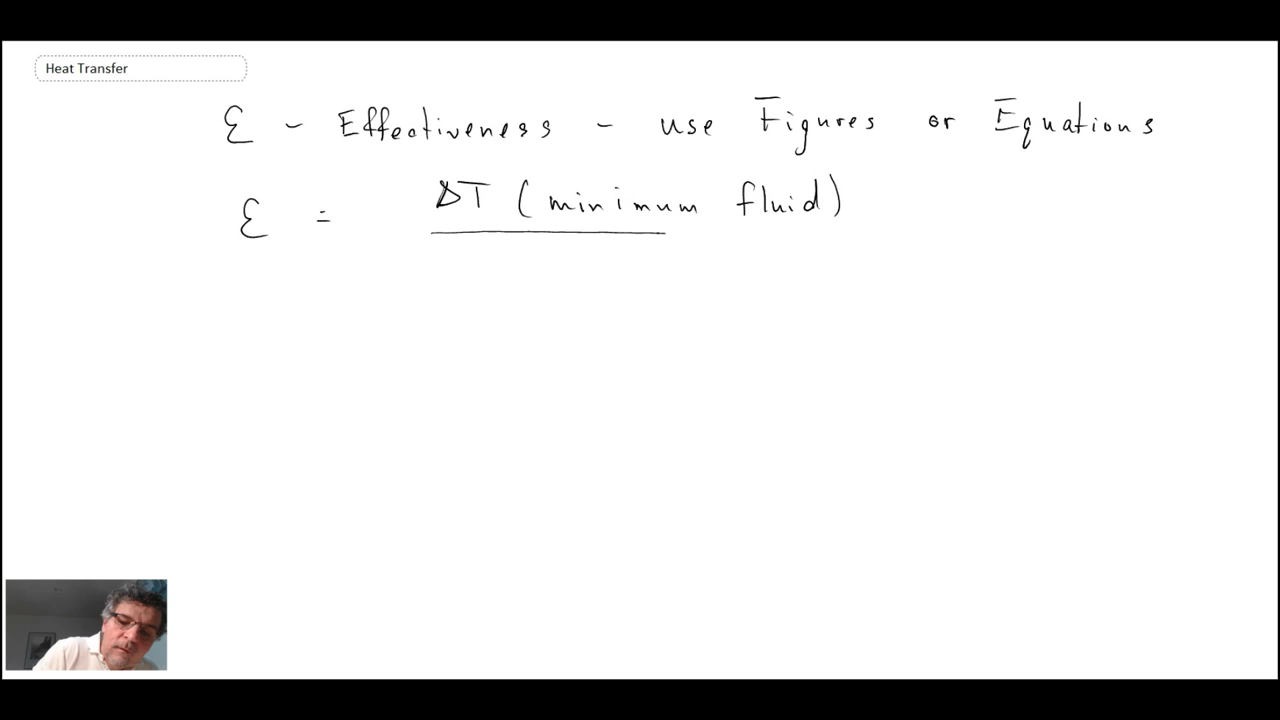 Heat Transfer
ε - Effectiveness - use Figures or Equations
ε = ΔT (minimum fluid)